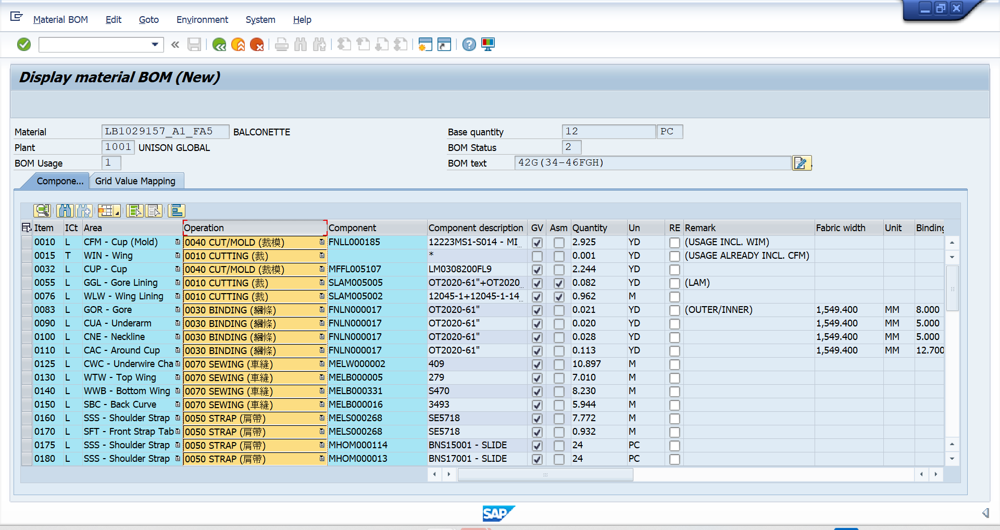 Material BOM Edit Goto Environment System Help
Display material BOM (New)
Material LB1029157_A1_FA5 BALCONETTE Base quantity 12 PC
Plant 1001 UNISON GLOBAL BOM Status 2
BOM Usage 1 BOM text 42G(34-46FGH)
Compone... Grid Value Mapping
Item ICt Area Operation Component Component description GV Asm Quantity Un RE Remark Fabric width Unit Binding
0010 L CFM - Cup (Mold) 0040 CUT/MOLD (裁模) FNLL000185 12223MS1-S014 - MI... 2.925 YD (USAGE INCL. WIM)
0015 T WIN - Wing 0010 CUTTING (裁) * 0.001 YD (USAGE ALREADY INCL. CFM)
0032 L CUP - Cup 0040 CUT/MOLD (裁模) MFFL005107 LM0308200FL9 2.244 YD
0055 L GGL - Gore Lining 0010 CUTTING (裁) SLAM005005 OT2020-61"+OT2020... 0.082 YD (LAM)
0076 L WLW - Wing Lining 0010 CUTTING (裁) SLAM005002 12045-1+12045-1-14... 0.962 M
0083 L GOR - Gore 0030 BINDING (綑條) FNLN000017 OT2020-61" 0.021 YD (OUTER/INNER) 1,549.400 MM 8.000
0090 L CUA - Underarm 0030 BINDING (綑條) FNLN000017 OT2020-61" 0.020 YD 1,549.400 MM 5.000
0100 L CNE - Neckline 0030 BINDING (綑條) FNLN000017 OT2020-61" 0.028 YD 1,549.400 MM 5.000
0110 L CAC - Around Cup 0030 BINDING (綑條) FNLN000017 OT2020-61" 0.113 YD 1,549.400 MM 12.700
0125 L CWC - Underwire Cha 0070 SEWING (車縫) MELW000002 409 10.897 M
0130 L WTW - Top Wing 0070 SEWING (車縫) MELB000005 279 7.010 M
0140 L WWB - Bottom Wing 0070 SEWING (車縫) MELB000331 S470 8.230 M
0150 L SBC - Back Curve 0070 SEWING (車縫) MELB000016 3493 5.944 M
0160 L SSS - Shoulder Strap 0050 STRAP (肩帶) MELS000268 SE5718 7.772 M
0170 L SFT - Front Strap Tab 0050 STRAP (肩帶) MELS000268 SE5718 0.932 M
0175 L SSS - Shoulder Strap 0050 STRAP (肩帶) MHOM000114 BNS15001 - SLIDE 24 PC
0180 L SSS - Shoulder Strap 0050 STRAP (肩帶) MHOM000013 BNS17001 - SLIDE 24 PC
SAP